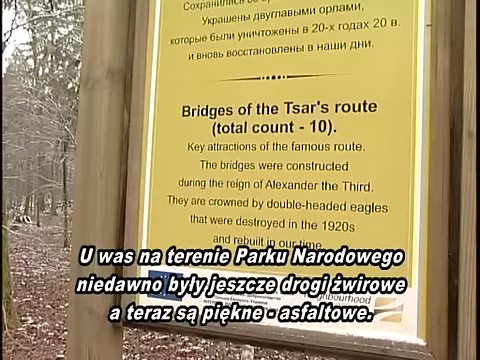 Сохранились
Украшены двуглавыми орлами,
которые были уничтожены в 20-х годах 20 в.
и вновь восстановлены в наши дни.
Bridges of the Tsar's route
(total count - 10).
Key attractions of the famous route.
The bridges were constructed
during the reign of Alexander the Third.
They are crowned by double-headed eagles
that were destroyed in the 1920s
and rebuilt in our time.
U was na terenie Parku Narodowego
niedawno były jeszcze drogi żwirowe
a teraz są piękne - asfaltowe.